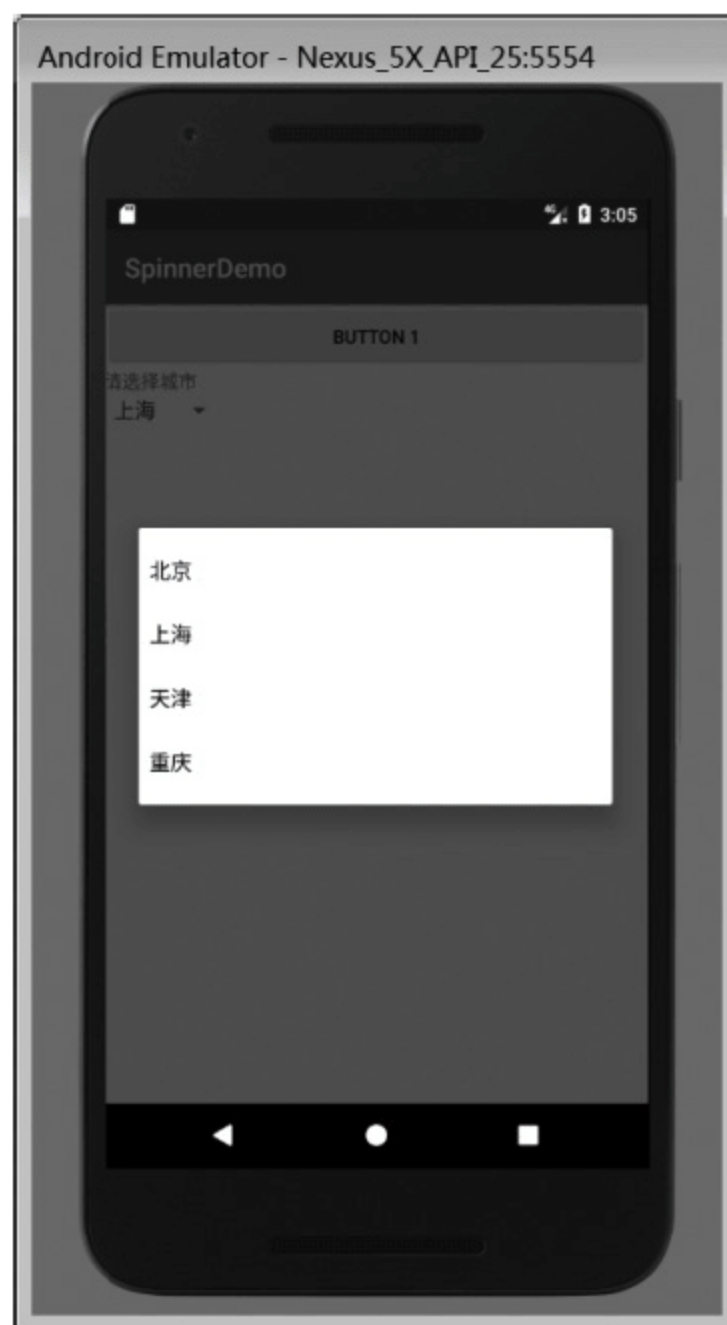 Android Emulator - Nexus_5X_API_25:5554
4G 3:05
SpinnerDemo
BUTTON 1
请选择城市
上海
北京
上海
天津
重庆